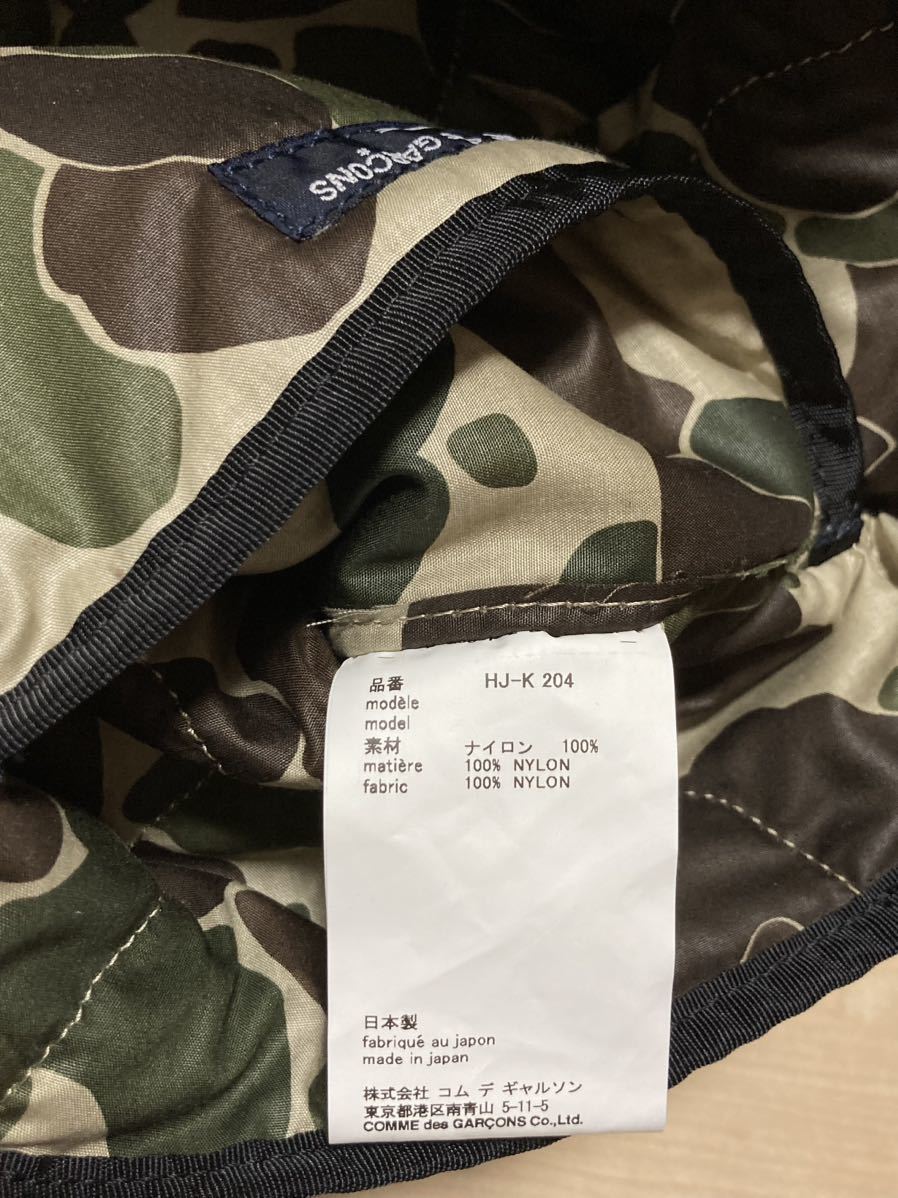 GARÇONS
品番 HJ-K 204
modèle
model
素材 ナイロン 100%
matière 100% NYLON
fabric 100% NYLON
日本製
fabriqué au japon
made in japan
株式会社 コム デ ギャルソン
東京都港区南青山 5-11-5
COMME des GARÇONS Co.,Ltd.